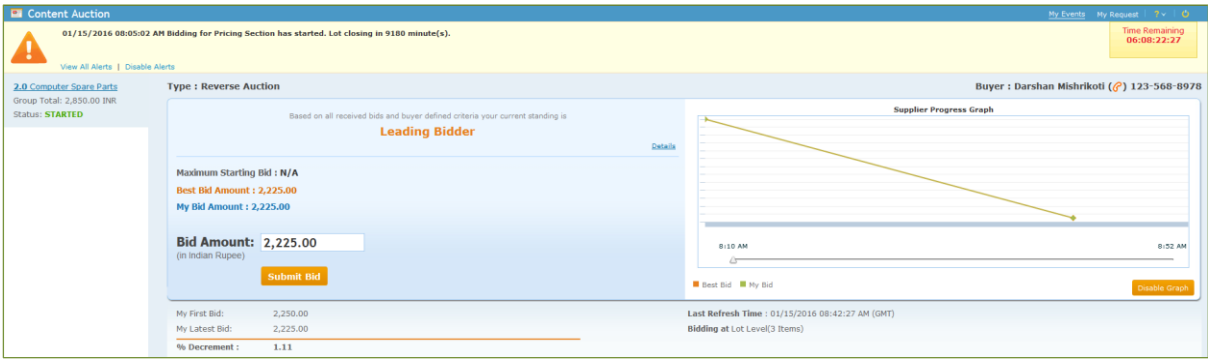 Content Auction
My Events My Request ?
01/15/2016 08:05:02 AM Bidding for Pricing Section has started. Lot closing in 9180 minute(s).
View All Alerts | Disable Alerts
Time Remaining
06:08:22:27
2.0 Computer Spare Parts
Group Total: 2,850.00 INR
Status: STARTED
Type : Reverse Auction
Buyer : Darshan Mishrikoti ( ) 123-568-8978
Based on all received bids and buyer defined criteria your current standing is
Leading Bidder
Details
Maximum Starting Bid : N/A
Best Bid Amount : 2,225.00
My Bid Amount : 2,225.00
Bid Amount: 2,225.00
(in Indian Rupee)
Submit Bid
Supplier Progress Graph
8:10 AM 8:52 AM
Best Bid My Bid
Disable Graph
My First Bid: 2,250.00
My Latest Bid: 2,225.00
% Decrement : 1.11
Last Refresh Time : 01/15/2016 08:42:27 AM (GMT)
Bidding at Lot Level(3 Items)